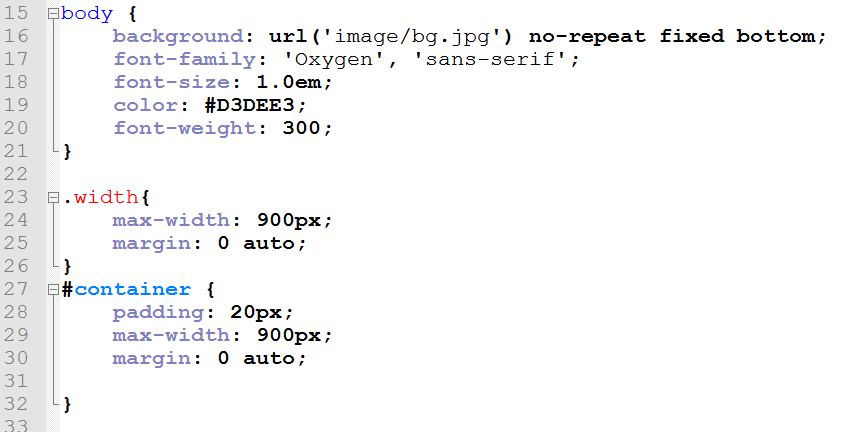 15 body {
16 background: url('image/bg.jpg') no-repeat fixed bottom;
17 font-family: 'Oxygen', 'sans-serif';
18 font-size: 1.0em;
19 color: #D3DEE3;
20 font-weight: 300;
21 }
22
23 .width{
24 max-width: 900px;
25 margin: 0 auto;
26 }
27 #container {
28 padding: 20px;
29 max-width: 900px;
30 margin: 0 auto;
31
32 }
33